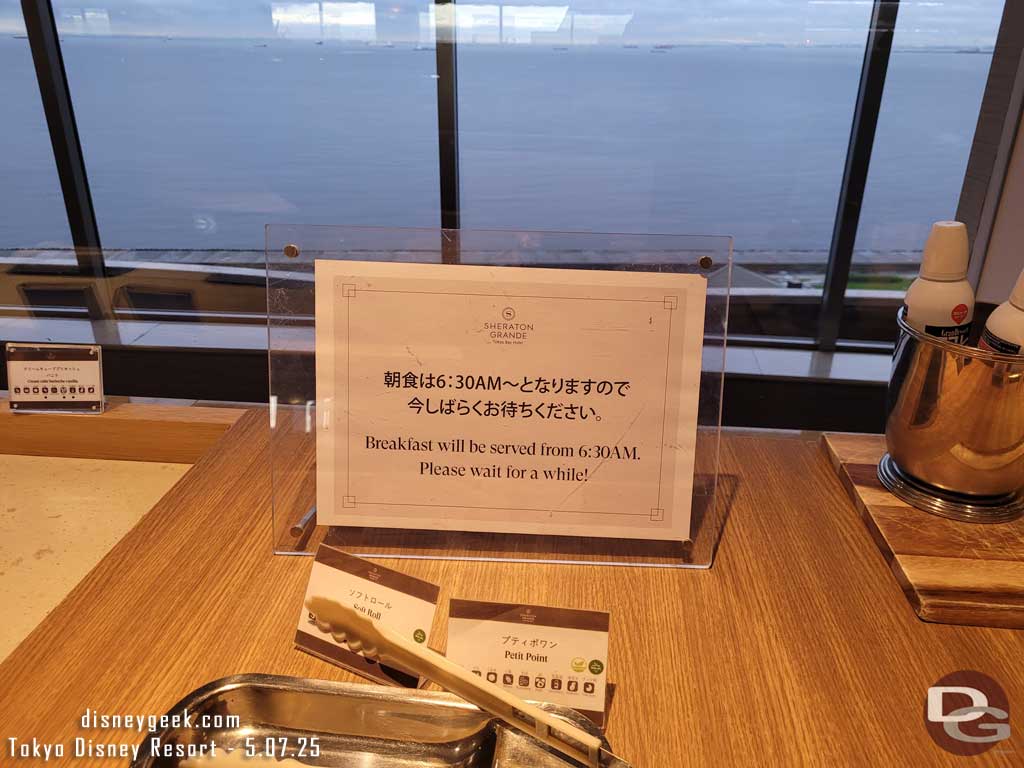 SHERATON
GRANDE
Tokyo Bay Hotel
朝食は6:30AM~となりますので
今しばらくお待ちください。
Breakfast will be served from 6:30AM.
Please wait for a while!
ソフトロール
Soft Roll
プティポワン
Petit Point
disneygeek.com
Tokyo Disney Resort - 5.07.25
DG